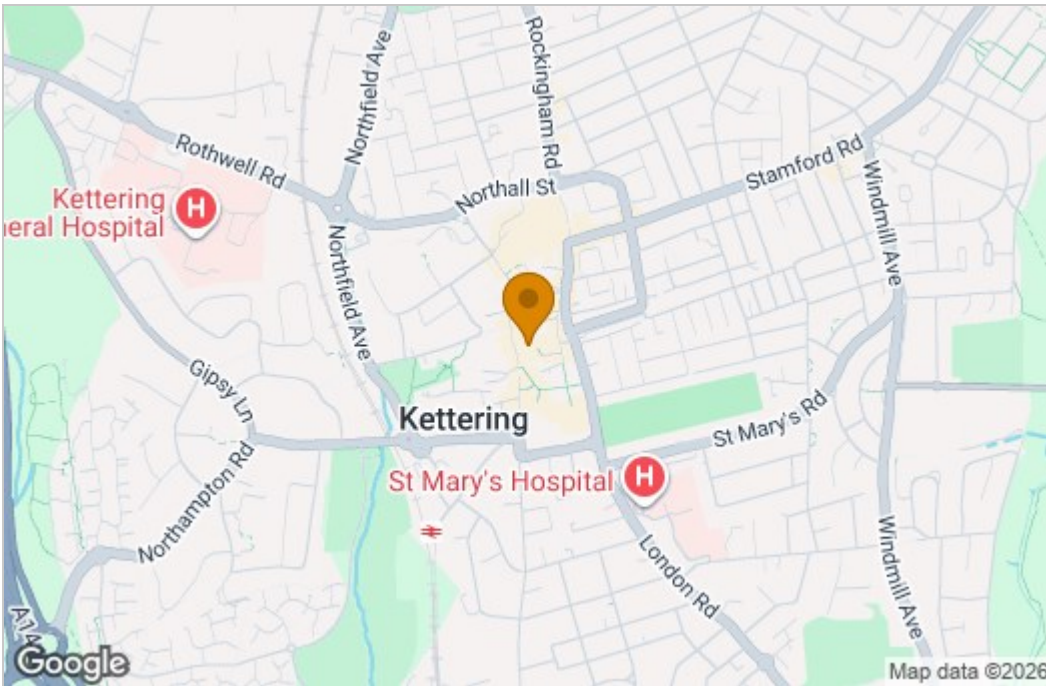 Rockingham Rd
Northfield Ave
Rothwell Rd
Stamford Rd
Windmill Ave
Northall St
Kettering
eral Hospital
H
Northfield Ave
Gipsy Ln
Kettering
St Mary's Rd
St Mary's Hospital
H
Northampton Rd
London Rd
Windmill Ave
A14
Google
Map data ©2026